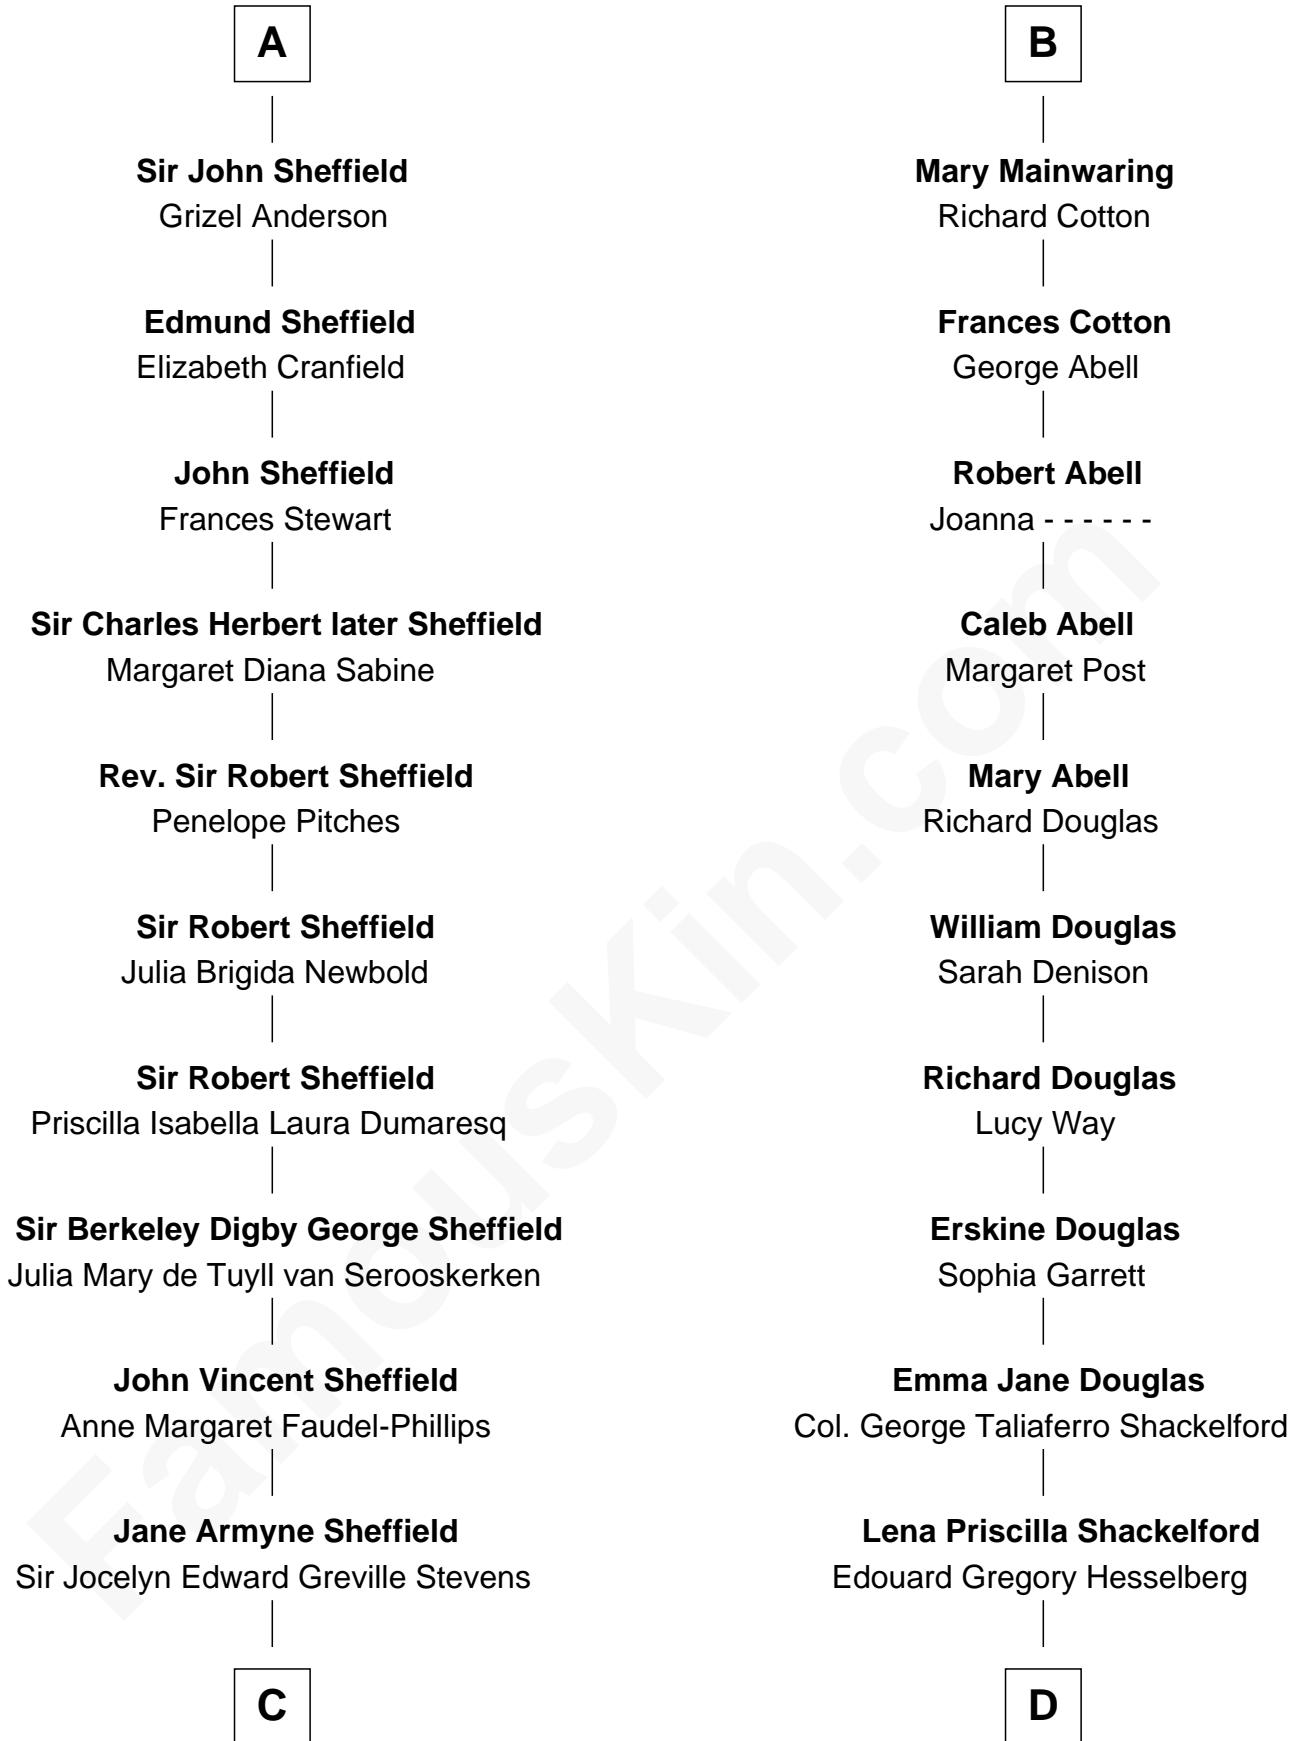 A
Sir John Sheffield
Grizel Anderson
Edmund Sheffield
Elizabeth Cranfield
John Sheffield
Frances Stewart
Sir Charles Herbert later Sheffield
Margaret Diana Sabine
Rev. Sir Robert Sheffield
Penelope Pitches
Sir Robert Sheffield
Julia Brigida Newbold
Sir Robert Sheffield
Priscilla Isabella Laura Dumaresq
Sir Berkeley Digby George Sheffield
Julia Mary de Tuyll van Serooskerken
John Vincent Sheffield
Anne Margaret Faudel-Phillips
Jane Armyne Sheffield
Sir Jocelyn Edward Greville Stevens
C
B
Mary Mainwaring
Richard Cotton
Frances Cotton
George Abell
Robert Abell
Joanna - - - - - -
Caleb Abell
Margaret Post
Mary Abell
Richard Douglas
William Douglas
Sarah Denison
Richard Douglas
Lucy Way
Erskine Douglas
Sophia Garrett
Emma Jane Douglas
Col. George Taliaferro Shackelford
Lena Priscilla Shackelford
Edouard Gregory Hesselberg
D
FamousKin.com